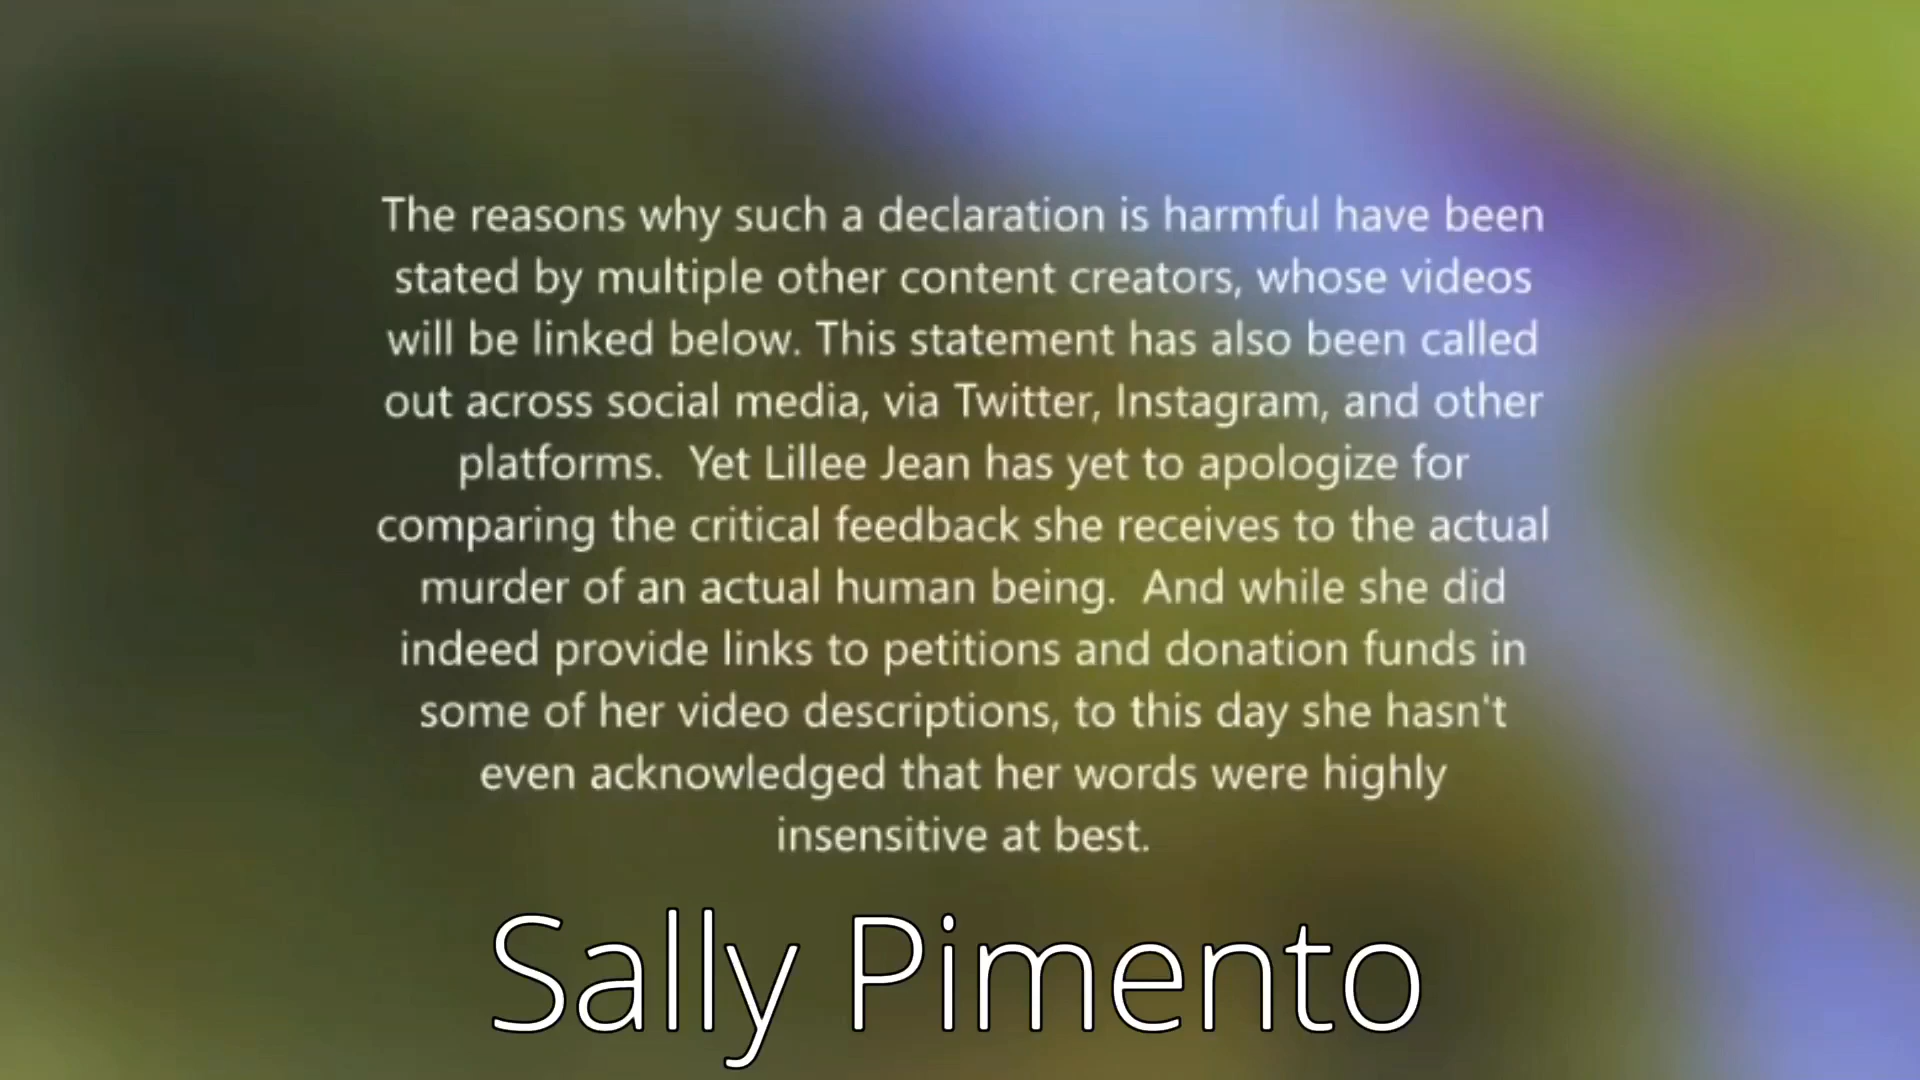 The reasons why such a declaration is harmful have been
stated by multiple other content creators, whose videos
will be linked below. This statement has also been called
out across social media, via Twitter, Instagram, and other
platforms.  Yet Lillee Jean has yet to apologize for
comparing the critical feedback she receives to the actual
murder of an actual human being.  And while she did
indeed provide links to petitions and donation funds in
some of her video descriptions, to this day she hasn't
even acknowledged that her words were highly
insensitive at best.
Sally Pimento